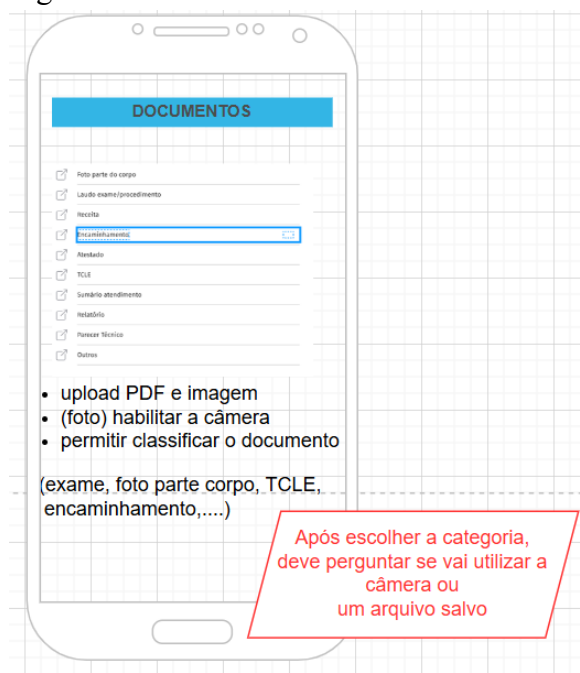 DOCUMENTOS
Foto parte do corpo
Laudo exame/procedimento
Receita
Encaminhamento
Atestado
TCLE
Sumário atendimento
Relatório
Parecer Técnico
Outros
• upload PDF e imagem
• (foto) habilitar a câmera
• permitir classificar o documento
(exame, foto parte corpo, TCLE,
encaminhamento,....)
Após escolher a categoria,
deve perguntar se vai utilizar a
câmera ou
um arquivo salvo